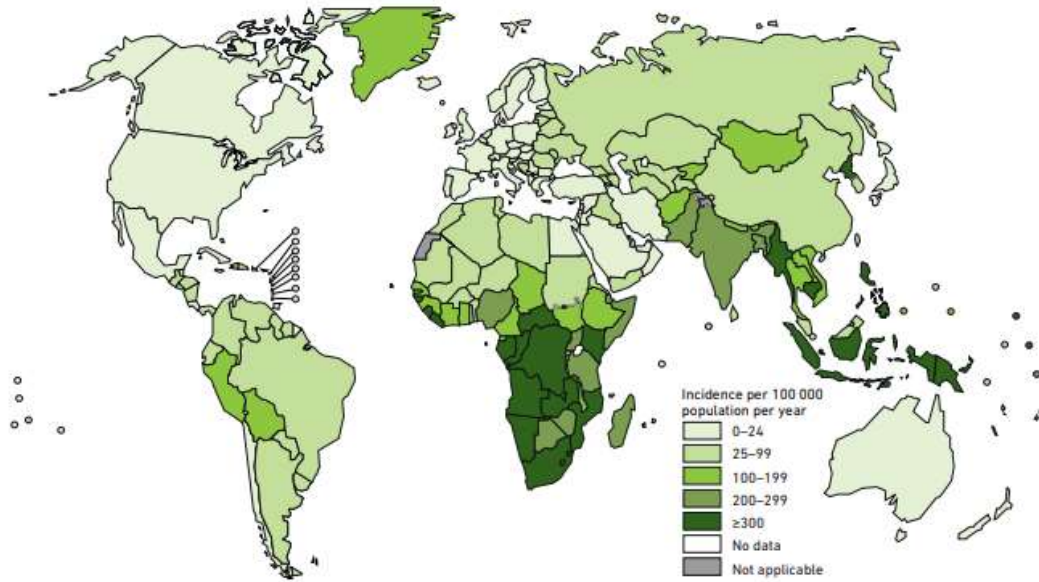 Incidence per 100 000
population per year
0–24
25–99
100–199
200–299
≥300
No data
Not applicable